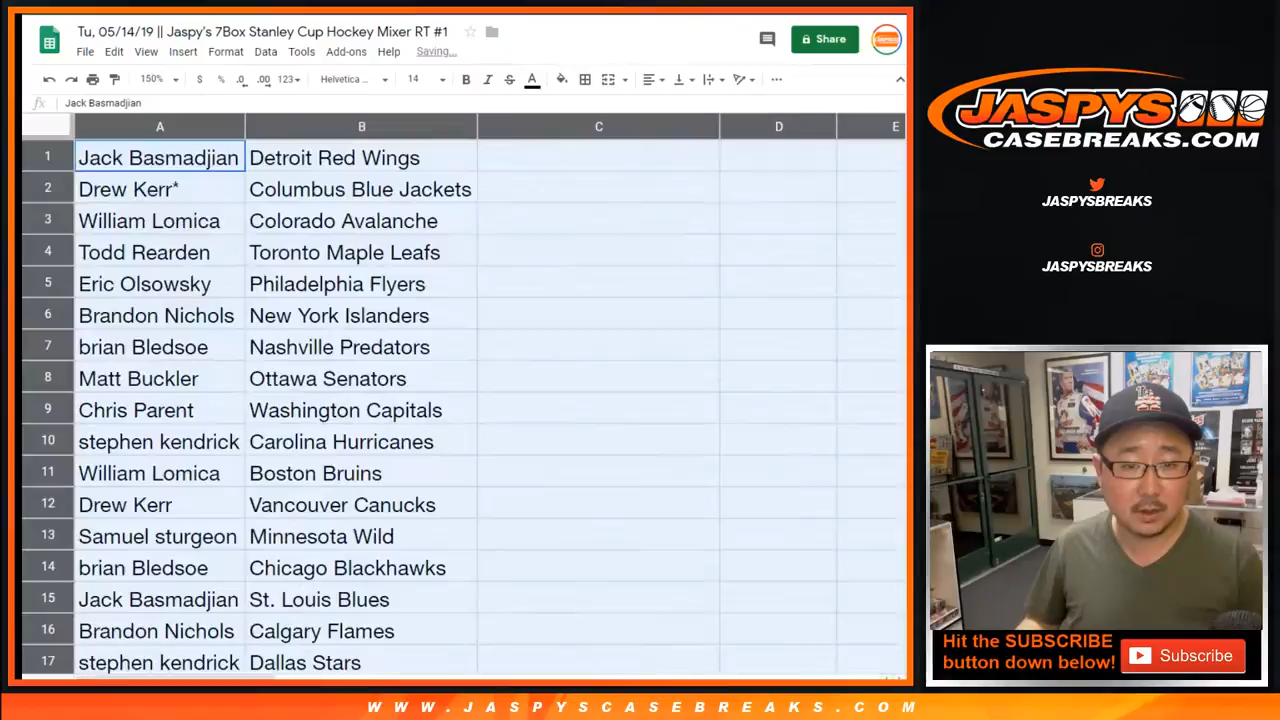 Tu, 05/14/19 || Jaspy's 7Box Stanley Cup Hockey Mixer RT #1
File Edit View Insert Format Data Tools Add-ons Help Saving...
Share
150% $ % .0 .00 123 Helvetica ... 14 B I S A
fx Jack Basmadjian
A B C D E
1 Jack Basmadjian Detroit Red Wings
2 Drew Kerr* Columbus Blue Jackets
3 William Lomica Colorado Avalanche
4 Todd Rearden Toronto Maple Leafs
5 Eric Olsowsky Philadelphia Flyers
6 Brandon Nichols New York Islanders
7 brian Bledsoe Nashville Predators
8 Matt Buckler Ottawa Senators
9 Chris Parent Washington Capitals
10 stephen kendrick Carolina Hurricanes
11 William Lomica Boston Bruins
12 Drew Kerr Vancouver Canucks
13 Samuel sturgeon Minnesota Wild
14 brian Bledsoe Chicago Blackhawks
15 Jack Basmadjian St. Louis Blues
16 Brandon Nichols Calgary Flames
17 stephen kendrick Dallas Stars
JASPYS
CASEBREAKS.COM
JASPYSBREAKS
JASPYSBREAKS
Hit the SUBSCRIBE
button down below!
Subscribe
WWW.JASPYSCASEBREAKS.COM